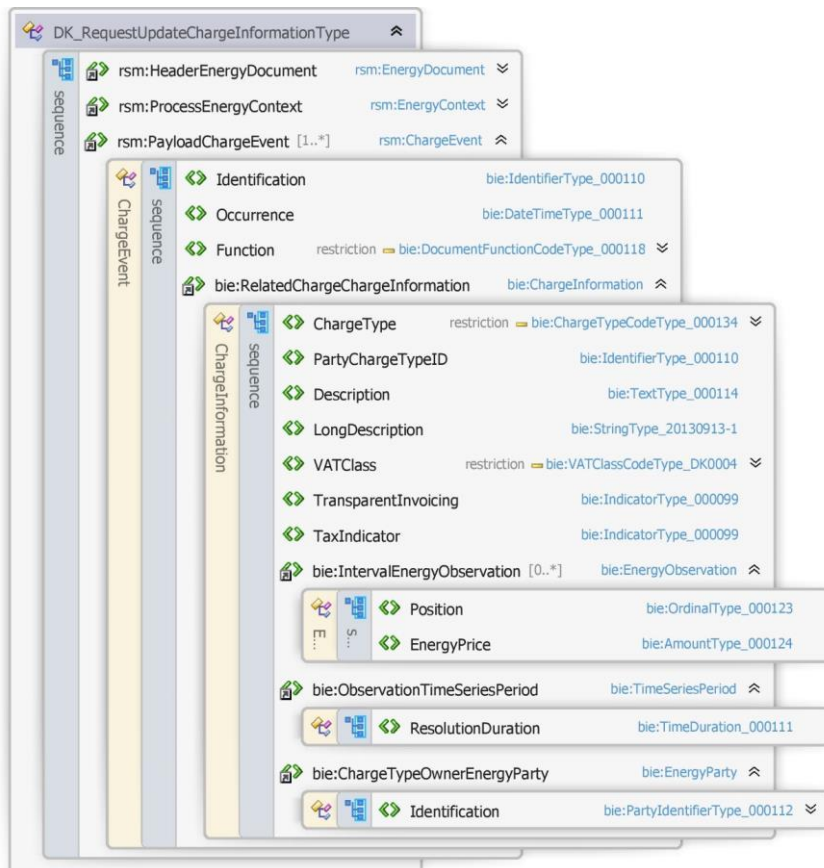 DK_RequestUpdateChargeInformationType
sequence
rsm:HeaderEnergyDocument rsm:EnergyDocument
rsm:ProcessEnergyContext rsm:EnergyContext
rsm:PayloadChargeEvent [1..*] rsm:ChargeEvent
ChargeEvent
sequence
Identification bie:IdentifierType_000110
Occurrence bie:DateTimeType_000111
Function restriction bie:DocumentFunctionCodeType_000118
bie:RelatedChargeChargeInformation bie:ChargeInformation
ChargeInformation
sequence
ChargeType restriction bie:ChargeTypeCodeType_000134
PartyChargeTypeID bie:IdentifierType_000110
Description bie:TextType_000114
LongDescription bie:StringType_20130913-1
VATClass restriction bie:VATClassCodeType_DK0004
TransparentInvoicing bie:IndicatorType_000099
TaxIndicator bie:IndicatorType_000099
bie:IntervalEnergyObservation [0..*] bie:EnergyObservation
E...
s...
Position bie:OrdinalType_000123
EnergyPrice bie:AmountType_000124
bie:ObservationTimeSeriesPeriod bie:TimeSeriesPeriod
ResolutionDuration bie:TimeDuration_000111
bie:ChargeTypeOwnerEnergyParty bie:EnergyParty
Identification bie:PartyIdentifierType_000112